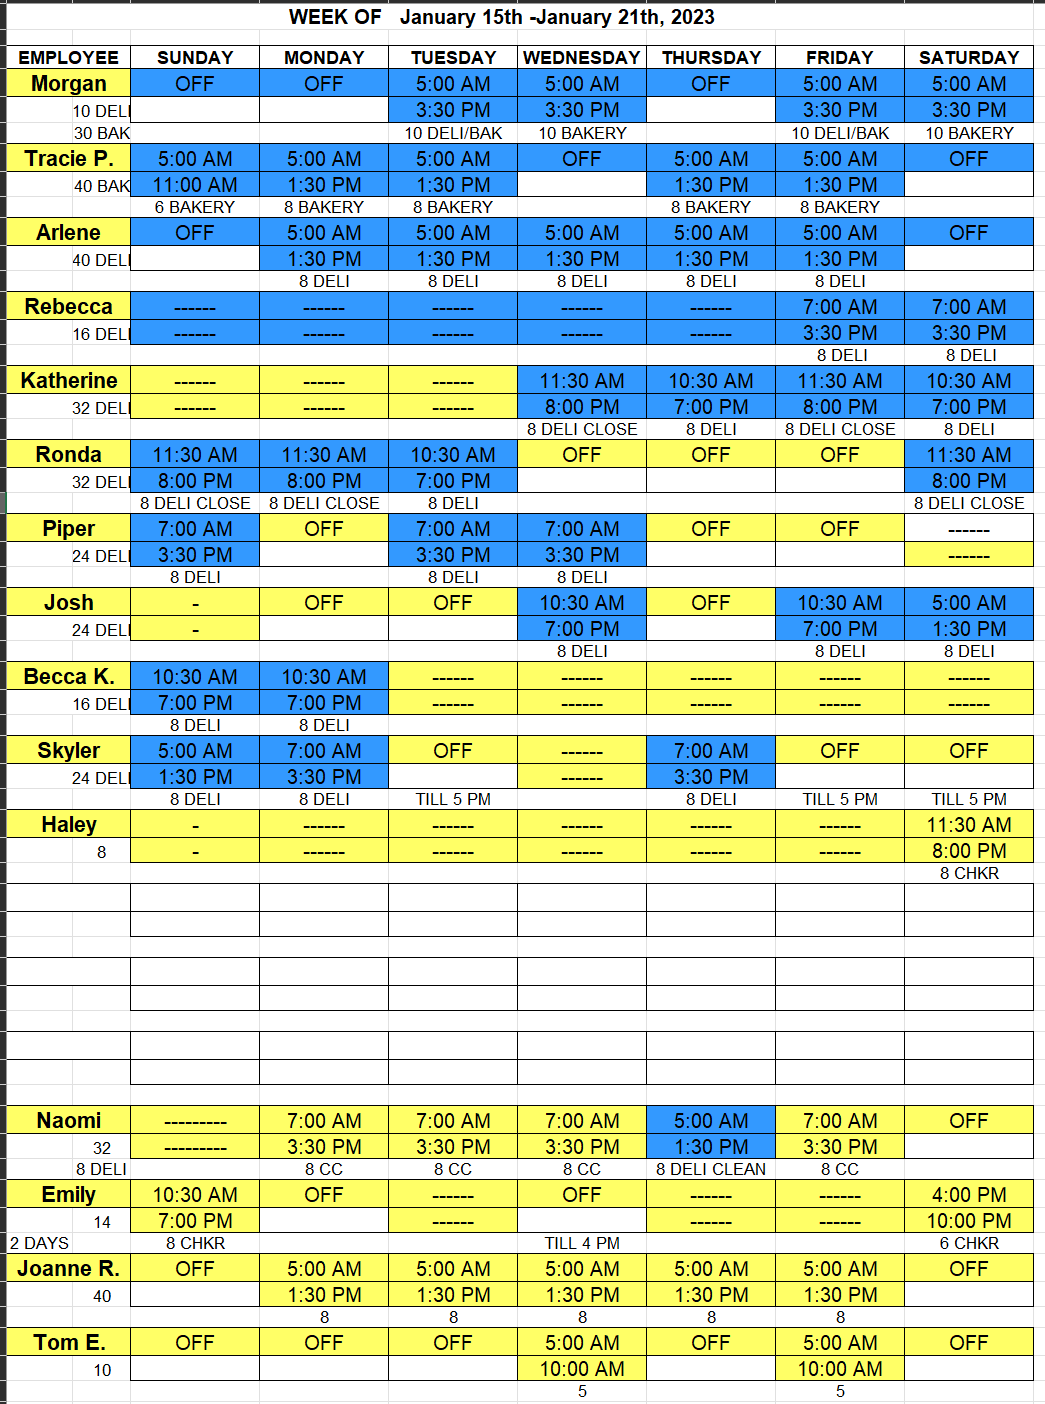 WEEK OF January 15th -January 21th, 2023
EMPLOYEE SUNDAY MONDAY TUESDAY WEDNESDAY THURSDAY FRIDAY SATURDAY
Morgan OFF OFF 5:00 AM 5:00 AM OFF 5:00 AM 5:00 AM
10 DELI 3:30 PM 3:30 PM 3:30 PM 3:30 PM
30 BAK 10 DELI/BAK 10 BAKERY 10 DELI/BAK 10 BAKERY
Tracie P. 5:00 AM 5:00 AM 5:00 AM OFF 5:00 AM 5:00 AM OFF
40 BAK 11:00 AM 1:30 PM 1:30 PM 1:30 PM 1:30 PM
6 BAKERY 8 BAKERY 8 BAKERY 8 BAKERY 8 BAKERY
Arlene OFF 5:00 AM 5:00 AM 5:00 AM 5:00 AM 5:00 AM OFF
40 DELI 1:30 PM 1:30 PM 1:30 PM 1:30 PM 1:30 PM
8 DELI 8 DELI 8 DELI 8 DELI 8 DELI
Rebecca ------ ------ ------ ------ ------ 7:00 AM 7:00 AM
16 DELI ------ ------ ------ ------ ------ 3:30 PM 3:30 PM
8 DELI 8 DELI
Katherine ------ ------ ------ 11:30 AM 10:30 AM 11:30 AM 10:30 AM
32 DELI ------ ------ ------ 8:00 PM 7:00 PM 8:00 PM 7:00 PM
8 DELI CLOSE 8 DELI 8 DELI CLOSE 8 DELI
Ronda 11:30 AM 11:30 AM 10:30 AM OFF OFF OFF 11:30 AM
32 DELI 8:00 PM 8:00 PM 7:00 PM 8:00 PM
8 DELI CLOSE 8 DELI CLOSE 8 DELI 8 DELI CLOSE
Piper 7:00 AM OFF 7:00 AM 7:00 AM OFF OFF ------
24 DELI 3:30 PM 3:30 PM 3:30 PM ------
8 DELI 8 DELI 8 DELI
Josh - OFF OFF 10:30 AM OFF 10:30 AM 5:00 AM
24 DELI - 7:00 PM 7:00 PM 1:30 PM
8 DELI 8 DELI 8 DELI
Becca K. 10:30 AM 10:30 AM ------ ------ ------ ------ ------
16 DELI 7:00 PM 7:00 PM ------ ------ ------ ------ ------
8 DELI 8 DELI
Skyler 5:00 AM 7:00 AM OFF ------ 7:00 AM OFF OFF
24 DELI 1:30 PM 3:30 PM ------ 3:30 PM
8 DELI 8 DELI TILL 5 PM 8 DELI TILL 5 PM TILL 5 PM
Haley - ------ ------ ------ ------ ------ 11:30 AM
8 - ------ ------ ------ ------ ------ 8:00 PM
8 CHKR
Naomi --------- 7:00 AM 7:00 AM 7:00 AM 5:00 AM 7:00 AM OFF
32 --------- 3:30 PM 3:30 PM 3:30 PM 1:30 PM 3:30 PM
8 DELI 8 CC 8 CC 8 CC 8 DELI CLEAN 8 CC
Emily 10:30 AM OFF ------ OFF ------ ------ 4:00 PM
14 7:00 PM ------ ------ ------ 10:00 PM
2 DAYS 8 CHKR TILL 4 PM 6 CHKR
Joanne R. OFF 5:00 AM 5:00 AM 5:00 AM 5:00 AM 5:00 AM OFF
40 1:30 PM 1:30 PM 1:30 PM 1:30 PM 1:30 PM
8 8 8 8 8
Tom E. OFF OFF OFF 5:00 AM OFF 5:00 AM OFF
10 10:00 AM 10:00 AM
5 5